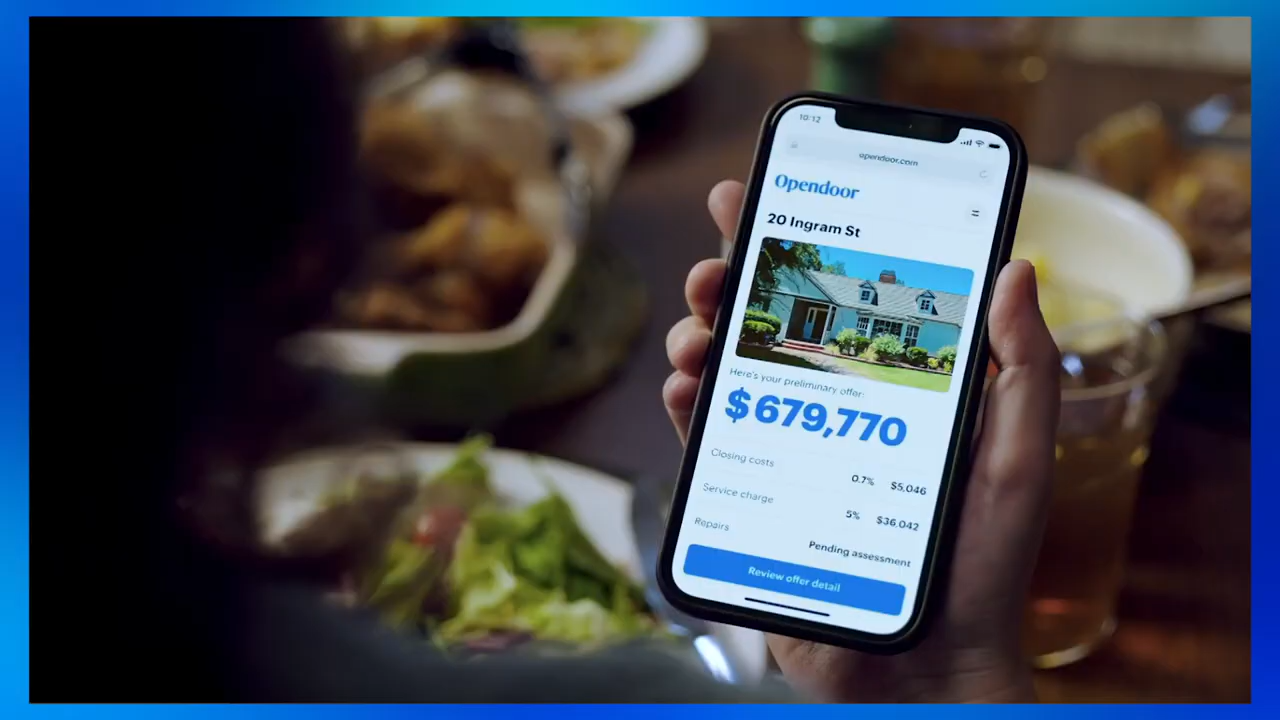 10:12
opendoor.com
Opendoor
20 Ingram St
Here's your preliminary offer:
$679,770
Closing costs 0.7% $5,046
Service charge 5% $36,042
Repairs Pending assessment
Review offer detail